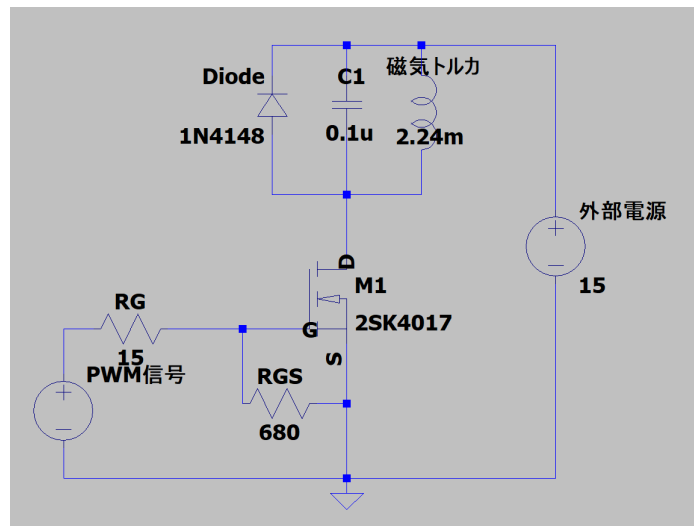 Diode
1N4148
C1
0.1u
磁気トルカ
2.24m
外部電源
15
D
M1
2SK4017
G
S
RG
15
PWM信号
RGS
680